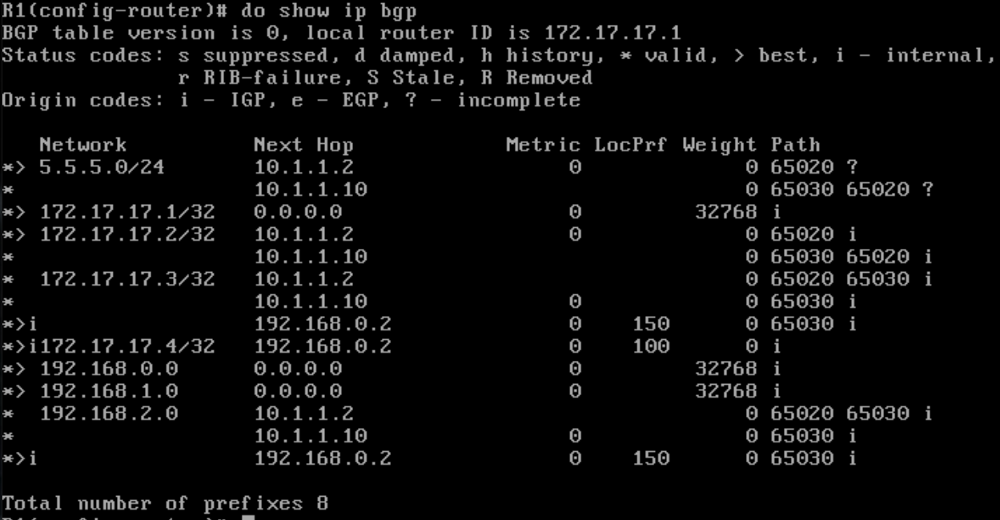 R1(config-router)# do show ip bgp
BGP table version is 0, local router ID is 172.17.17.1
Status codes: s suppressed, d damped, h history, * valid, > best, i - internal,
              r RIB-failure, S Stale, R Removed
Origin codes: i - IGP, e - EGP, ? - incomplete

   Network          Next Hop            Metric LocPrf Weight Path
*> 5.5.5.0/24       10.1.1.2                 0             0 65020 ?
*                   10.1.1.10                              0 65030 65020 ?
*> 172.17.17.1/32   0.0.0.0                  0         32768 i
*> 172.17.17.2/32   10.1.1.2                 0             0 65020 i
*                   10.1.1.10                              0 65030 65020 i
*  172.17.17.3/32   10.1.1.2                               0 65020 65030 i
*                   10.1.1.10                0             0 65030 i
*>i                 192.168.0.2              0    150      0 65030 i
*>i172.17.17.4/32   192.168.0.2              0    100      0 i
*> 192.168.0.0      0.0.0.0                  0         32768 i
*> 192.168.1.0      0.0.0.0                  0         32768 i
*  192.168.2.0      10.1.1.2                               0 65020 65030 i
*                   10.1.1.10                0             0 65030 i
*>i                 192.168.0.2              0    150      0 65030 i

Total number of prefixes 8
R1(config-router)#